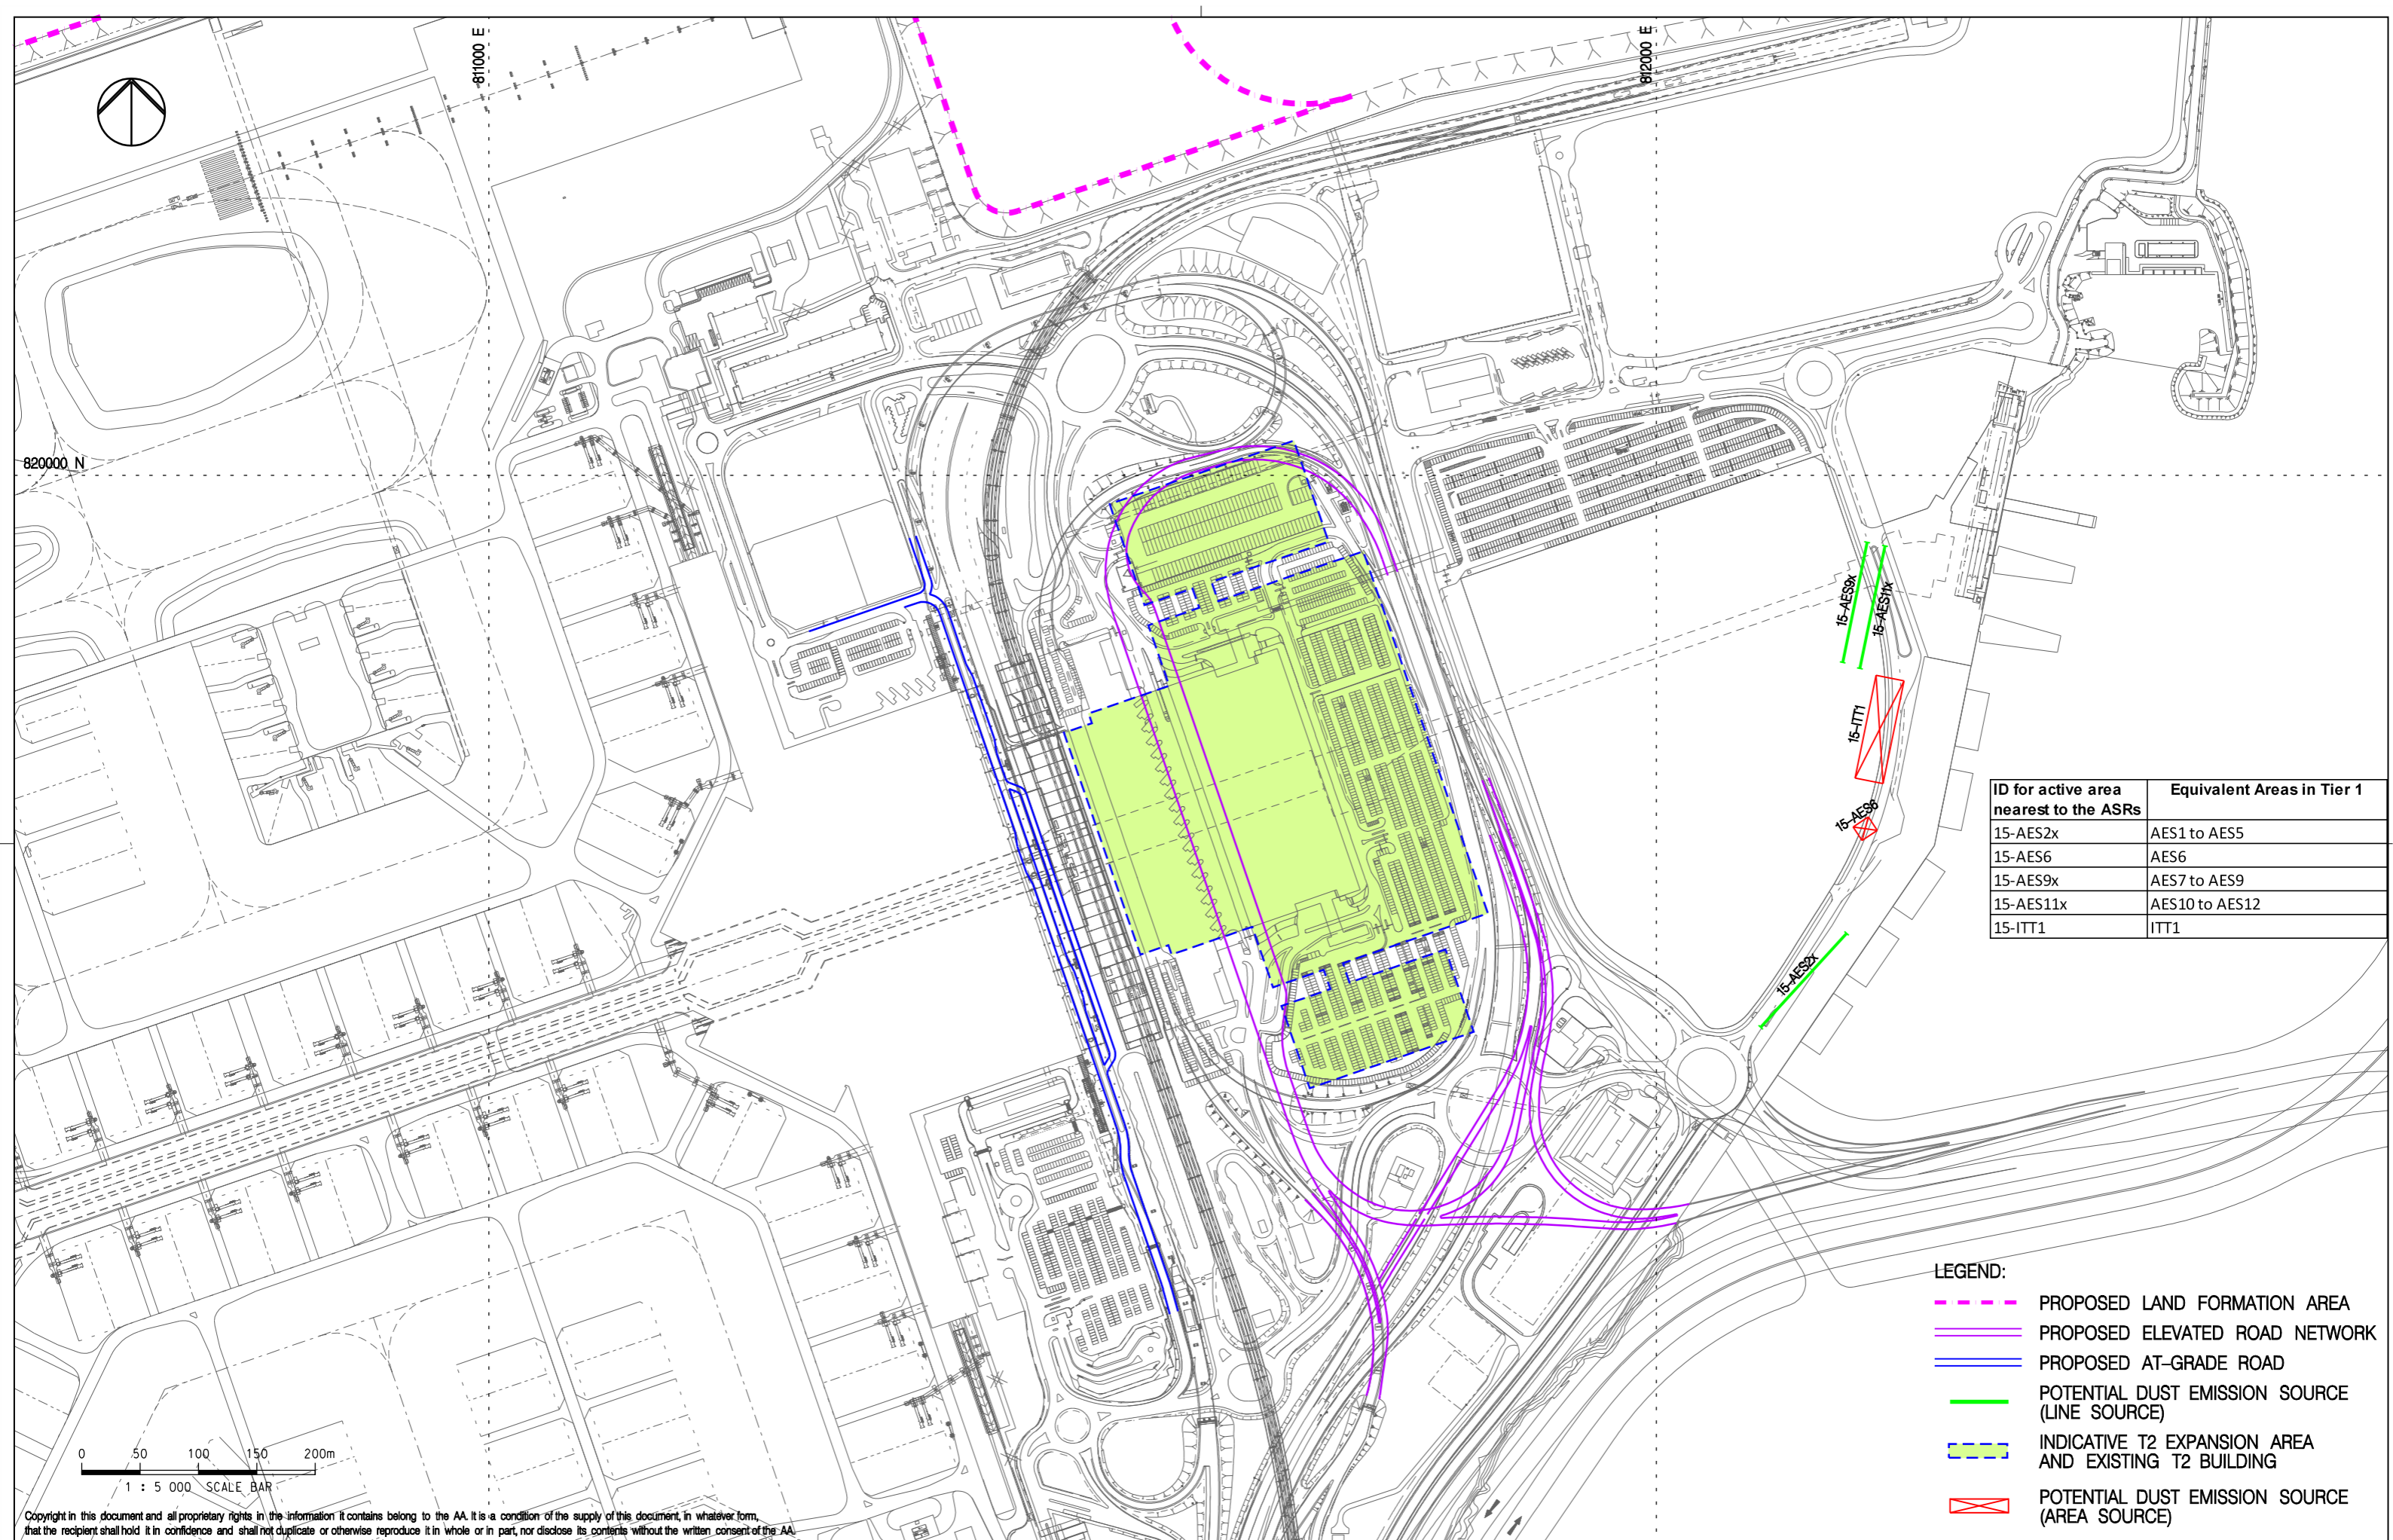 811000 E
812000 E
820000 N
15-AES9x
15-AES11x
15-ITT1
15-AES6
15-AES2x
ID for active area nearest to the ASRs Equivalent Areas in Tier 1
15-AES2x AES1 to AES5
15-AES6 AES6
15-AES9x AES7 to AES9
15-AES11x AES10 to AES12
15-ITT1 ITT1
LEGEND:
PROPOSED LAND FORMATION AREA
PROPOSED ELEVATED ROAD NETWORK
PROPOSED AT-GRADE ROAD
POTENTIAL DUST EMISSION SOURCE
(LINE SOURCE)
INDICATIVE T2 EXPANSION AREA
AND EXISTING T2 BUILDING
POTENTIAL DUST EMISSION SOURCE
(AREA SOURCE)
0 50 100 150 200m
1 : 5 000 SCALE BAR
Copyright in this document and all proprietary rights in the information it contains belong to the AA. It is a condition of the supply of this document, in whatever form,
that the recipient shall hold it in confidence and shall not duplicate or otherwise reproduce it in whole or in part, nor disclose its contents without the written consent of the AA.